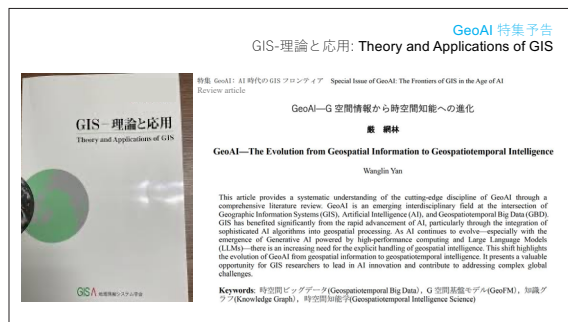 GeoAI 特集予告
GIS-理論と応用: Theory and Applications of GIS
GIS−理論と応用
Theory and Applications of GIS
GISA 地理情報システム学会
特集 GeoAI: AI 時代の GIS フロンティア Special Issue of GeoAI: The Frontiers of GIS in the Age of AI
Review article
GeoAI—G 空間情報から時空間知能への進化
厳 網林
GeoAI—The Evolution from Geospatial Information to Geospatiotemporal Intelligence
Wanglin Yan
This article provides a systematic understanding of the cutting-edge discipline of GeoAI through a
comprehensive literature review. GeoAI is an emerging interdisciplinary field at the intersection of
Geographic Information Systems (GIS), Artificial Intelligence (AI), and Geospatiotemporal Big Data (GBD).
GIS has benefited significantly from the rapid advancement of AI, particularly through the integration of
sophisticated AI algorithms into geospatial processing. As AI continues to evolve—especially with the
emergence of Generative AI powered by high-performance computing and Large Language Models
(LLMs)—there is an increasing need for the explicit handling of geospatial intelligence. This shift highlights
the evolution of GeoAI from geospatial information to geospatiotemporal intelligence. It presents a valuable
opportunity for GIS researchers to lead in AI innovation and contribute to addressing complex global
challenges.
Keywords: 時空間ビッグデータ(Geospatiotemporal Big Data), G 空間基盤モデル(GeoFM), 知識グ
ラフ(Knowledge Graph), 時空間知能学(Geospatiotemporal Intelligence Science)